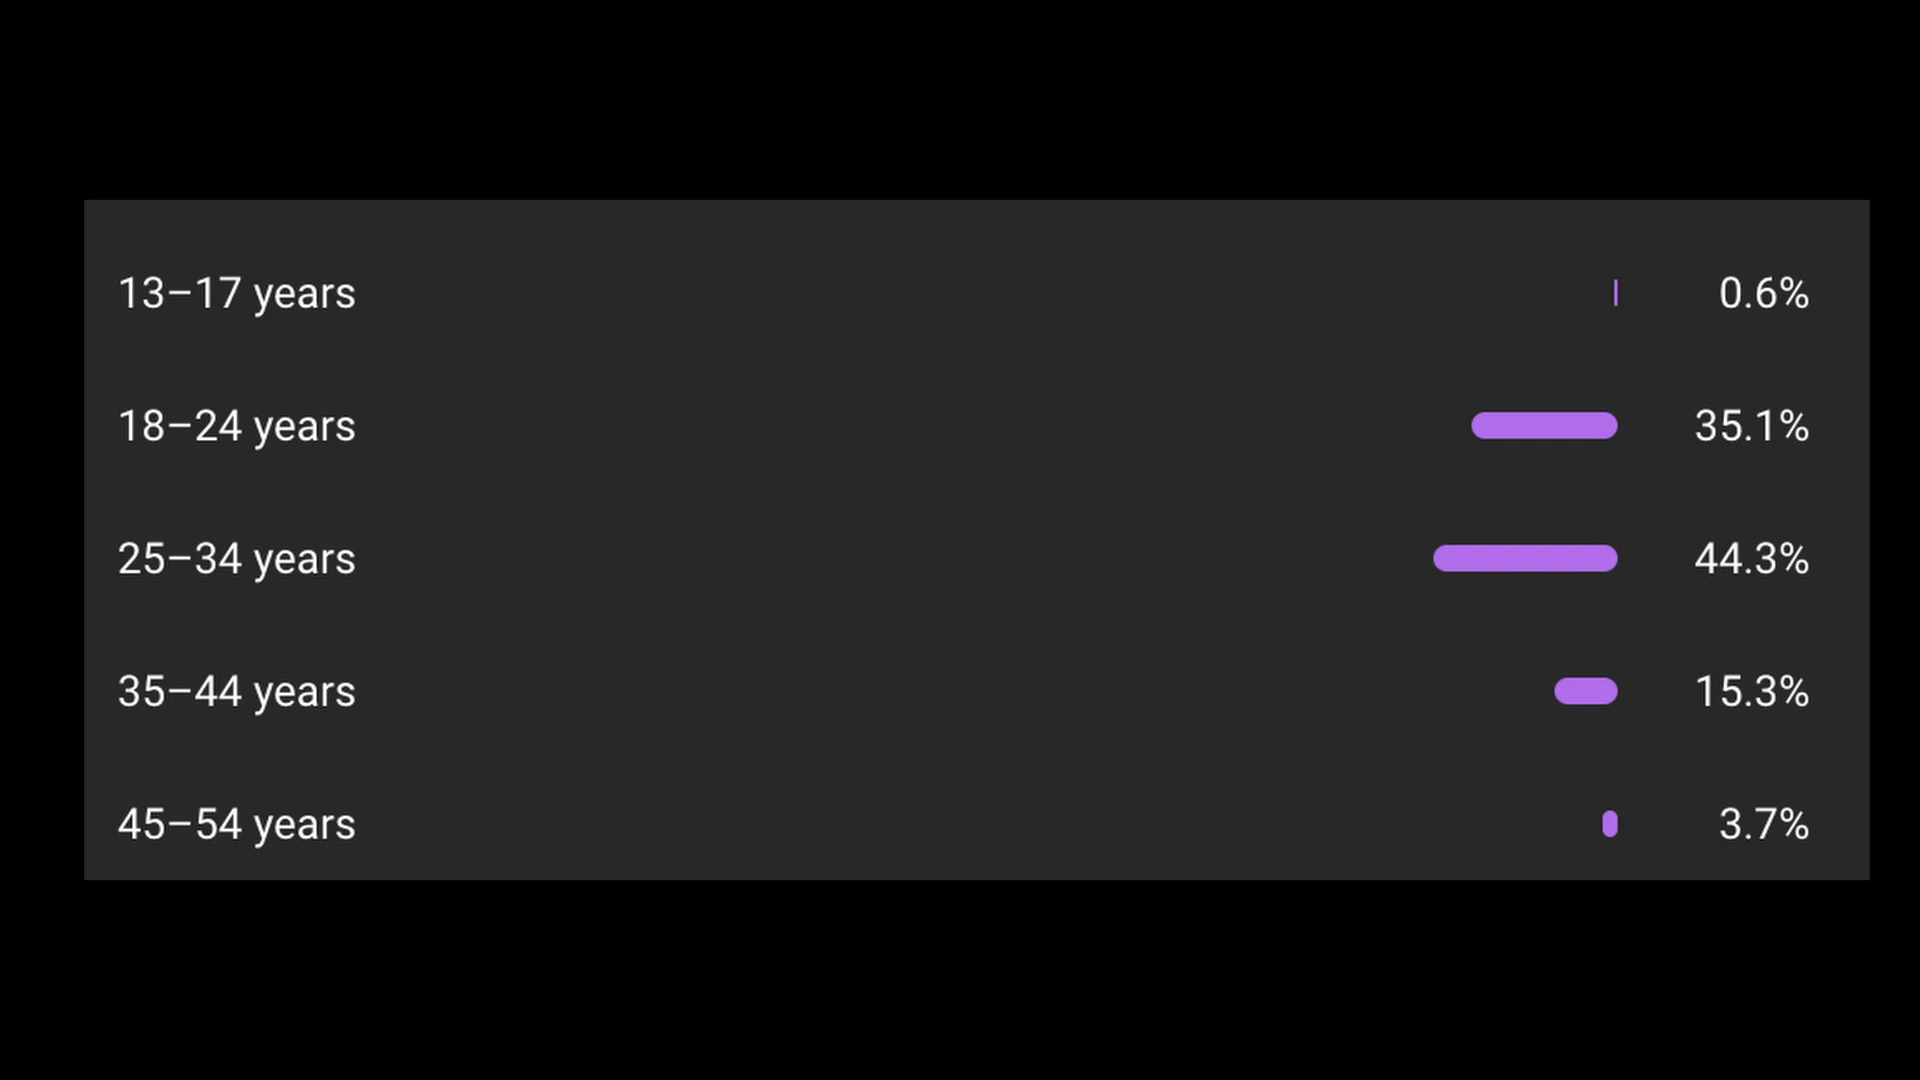 13–17 years 0.6%
18–24 years 35.1%
25–34 years 44.3%
35–44 years 15.3%
45–54 years 3.7%